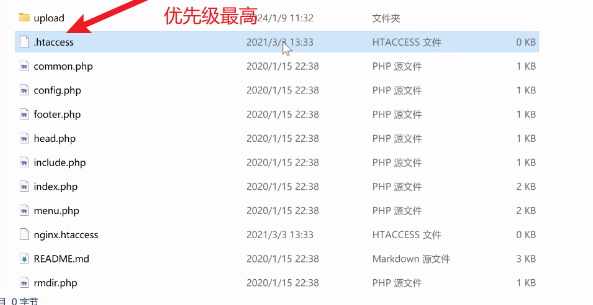 优先级最高
upload 2024/1/9 11:32 文件夹
.htaccess 2021/3/3 13:33 HTACCESS 文件 0 KB
common.php 2020/1/15 22:38 PHP 源文件 1 KB
config.php 2020/1/15 22:38 PHP 源文件 1 KB
footer.php 2020/1/15 22:38 PHP 源文件 1 KB
head.php 2020/1/15 22:38 PHP 源文件 1 KB
include.php 2020/1/15 22:38 PHP 源文件 1 KB
index.php 2020/1/15 22:38 PHP 源文件 2 KB
menu.php 2020/1/15 22:38 PHP 源文件 2 KB
nginx.htaccess 2021/3/3 13:33 HTACCESS 文件 0 KB
README.md 2020/1/15 22:38 Markdown 源文件 3 KB
rmdir.php 2020/1/15 22:38 PHP 源文件 1 KB
目 0 字节